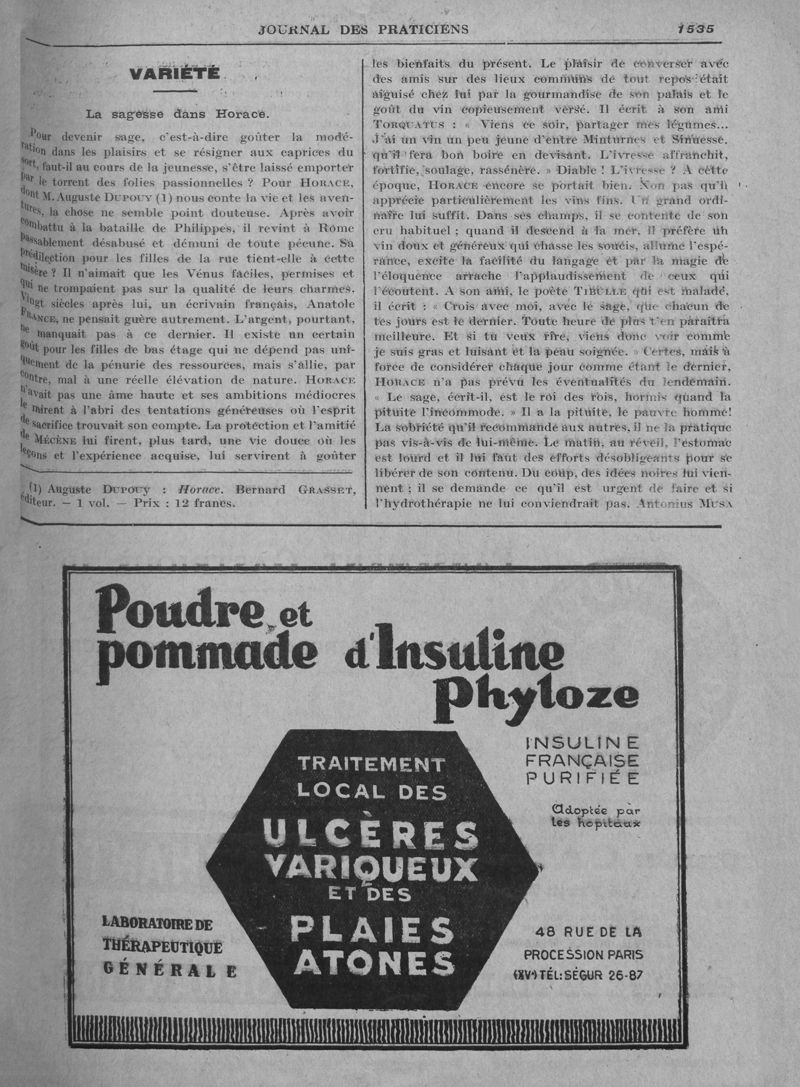 JOURNAL DES PRATICIENS
1535
VARIÉTÉ
La sagesse dans Horace.
Pour devenir sage, c'est-à-dire goûter la modé-
ration dans les plaisirs et se résigner aux caprices du
sort, faut-il au cours de la jeunesse, s'être laissé emporter
par le torrent des folies passionnelles ? Pour HORACE,
dont M. Auguste DUPOUY (1) nous conte la vie et les aven-
tures, la chose ne semble point douteuse. Après avoir
combattu à la bataille de Philippes, il revint à Rome
passablement désabusé et démuni de toute pécune. Sa
prédilection pour les filles de la rue tient-elle à cette
misère ? Il n'aimait que les Vénus faciles, permises et
qui ne trompaient pas sur la qualité de leurs charmes.
Vingt siècles après lui, un écrivain français, Anatole
FRANCE, ne pensait guère autrement. L'argent, pourtant,
ne manquait pas à ce dernier. Il existe un certain
goût pour les filles de bas étage qui ne dépend pas uni-
quement de la pénurie des ressources, mais s'allie, par
contre, mal à une réelle élévation de nature. HORACE
n'avait pas une âme haute et ses ambitions médiocres
le mirent à l'abri des tentations généreuses où l'esprit
de sacrifice trouvait son compte. La protection et l'amitié
de MÉCÈNE lui firent, plus tard, une vie douce où les
leçons et l'expérience acquise, lui servirent à goûter
(1) Auguste DUPOUY : Horace. Bernard GRASSET,
éditeur. — 1 vol. — Prix : 12 francs.
les bienfaits du présent. Le plaisir de converser avec
des amis sur des lieux communs de tout repos était
aiguisé chez lui par la gourmandise de son palais et le
goût du vin copieusement versé. Il écrit à son ami
TORQUATUS : « Viens ce soir, partager mes légumes...
J'ai un vin un peu jeune d'entre Minturnes et Sinuesse,
qu'il fera bon boire en devisant. L'ivresse affranchit,
fortifie, soulage, rassénère. » Diable ! L'ivresse ? A cette
époque, HORACE encore se portait bien. Non pas qu'il
apprécie particulièrement les vins fins. Un grand ordi-
naire lui suffit. Dans ses champs, il se contente de son
cru habituel ; quand il descend à la mer, il préfère un
vin doux et généreux qui chasse les soucis, allume l'espé-
rance, excite la facilité du langage et par la magie de
l'éloquence arrache l'applaudissement de ceux qui
l'écoutent. A son ami, le poète TIBULLE qui est malade,
il écrit : « Crois avec moi, avec le sage, que chacun de
tes jours est le dernier. Toute heure de plus t'en paraîtra
meilleure. Et si tu veux rire, viens donc voir comme
je suis gras et luisant et la peau soignée. » Certes, mais à
force de considérer chaque jour comme étant le dernier,
HORACE n'a pas prévu les éventualités du lendemain.
« Le sage, écrit-il, est le roi des rois, hormis quand la
pituite l'incommode. » Il a la pituite, le pauvre homme!
La sobriété qu'il recommande aux autres, il ne la pratique
pas vis-à-vis de lui-même. Le matin, au réveil, l'estomac
est lourd et il lui faut des efforts désobligeants pour se
libérer de son contenu. Du coup, des idées noires lui vien-
nent ; il se demande ce qu'il est urgent de faire et si
l'hydrothérapie ne lui conviendrait pas. Antonius MUSA
Poudre et
pommade d'Insuline
Phyloze
INSULINE
FRANÇAISE
PURIFIÉE
Adoptée par
les hopitaux
TRAITEMENT
LOCAL DES
ULCÈRES
VARIQUEUX
ET DES
PLAIES
ATONES
LABORATOIRE DE
THÉRAPEUTIQUE
GÉNÉRALE
48 RUE DE LA
PROCESSION PARIS
(XVe) TÉL: SÉGUR 26-87